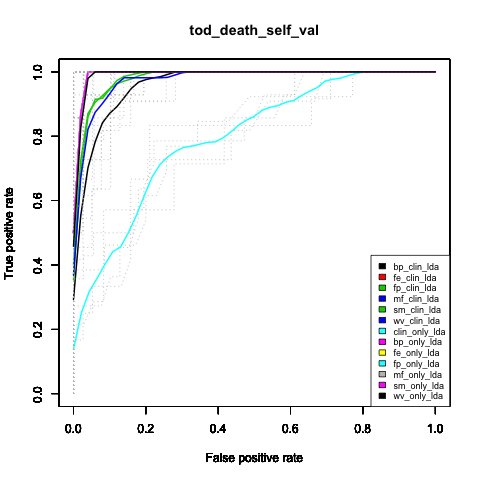 tod_death_self_val
True positive rate
1.0
0.8
0.6
0.4
0.2
0.0
bp_clin_lda
fe_clin_lda
fp_clin_lda
mf_clin_lda
sm_clin_lda
wv_clin_lda
clin_only_lda
bp_only_lda
fe_only_lda
fp_only_lda
mf_only_lda
sm_only_lda
wv_only_lda
0.0 0.2 0.4 0.6 0.8 1.0
False positive rate